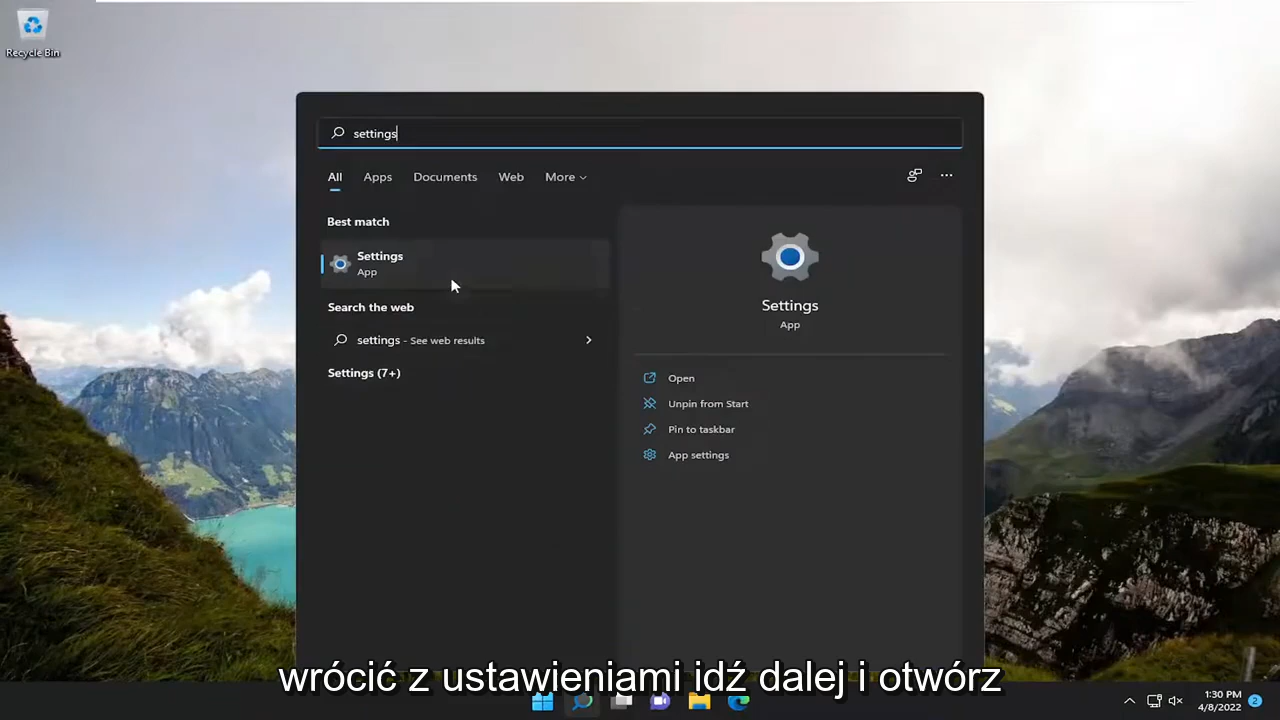 Recycle Bin
settings
All Apps Documents Web More
Best match
Settings
App
Search the web
settings - See web results
Settings (7+)
Settings
App
Open
Unpin from Start
Pin to taskbar
App settings
wrócić z ustawieniami idź dalej i otwórz
1:30 PM
4/8/2022
2